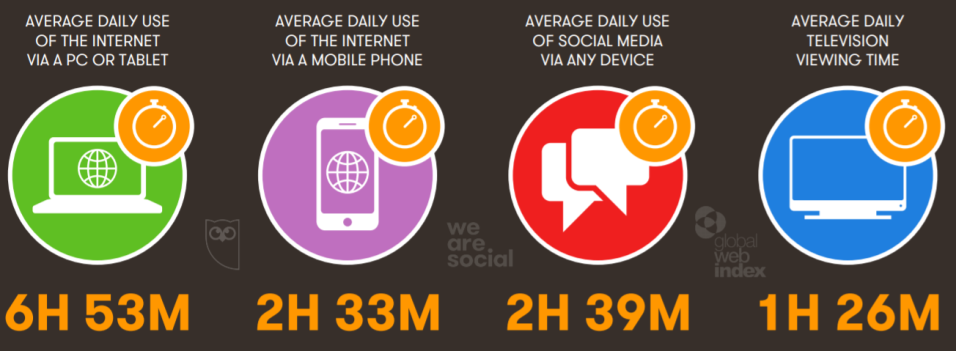 AVERAGE DAILY USE
OF THE INTERNET
VIA A PC OR TABLET
AVERAGE DAILY USE
OF THE INTERNET
VIA A MOBILE PHONE
AVERAGE DAILY USE
OF SOCIAL MEDIA
VIA ANY DEVICE
AVERAGE DAILY
TELEVISION
VIEWING TIME
we
are
social
global
web
index
6H 53M
2H 33M
2H 39M
1H 26M